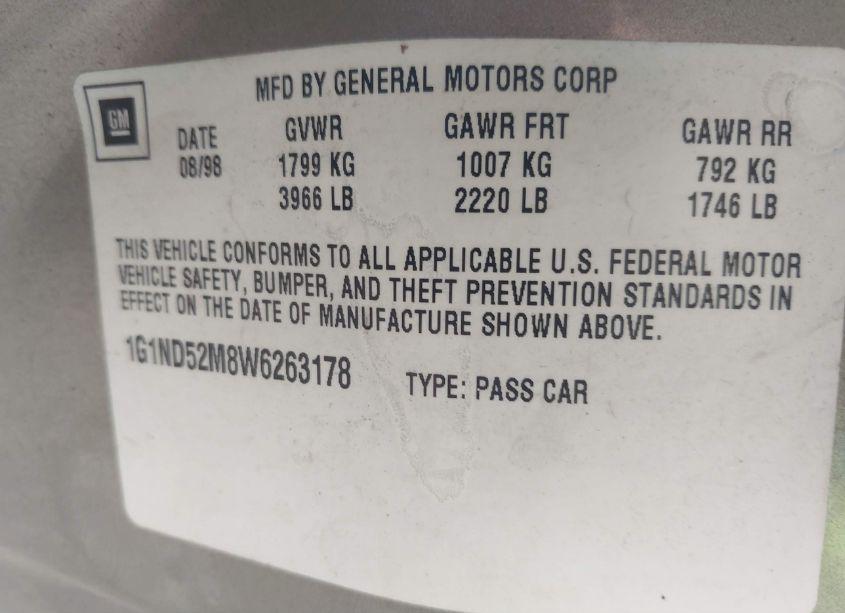 MFD BY GENERAL MOTORS CORP
GM
DATE GVWR GAWR FRT GAWR RR
08/98 1799 KG 1007 KG 792 KG
3966 LB 2220 LB 1746 LB
THIS VEHICLE CONFORMS TO ALL APPLICABLE U.S. FEDERAL MOTOR
VEHICLE SAFETY, BUMPER, AND THEFT PREVENTION STANDARDS IN
EFFECT ON THE DATE OF MANUFACTURE SHOWN ABOVE.
1G1ND52M8W6263178 TYPE: PASS CAR